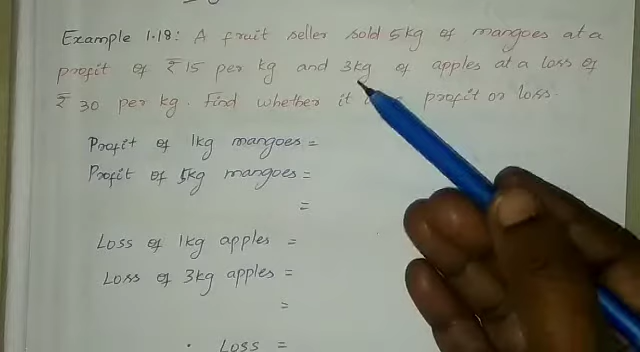 Example 1.18: A fruit seller sold 5kg of mangoes at a
profit of ₹ 15 per kg and 3kg of apples at a loss of
₹ 30 per kg. Find whether it profit or loss.
Profit of 1kg mangoes =
Profit of 5kg mangoes =
=
Loss of 1kg apples =
Loss of 3kg apples =
=
. Loss =